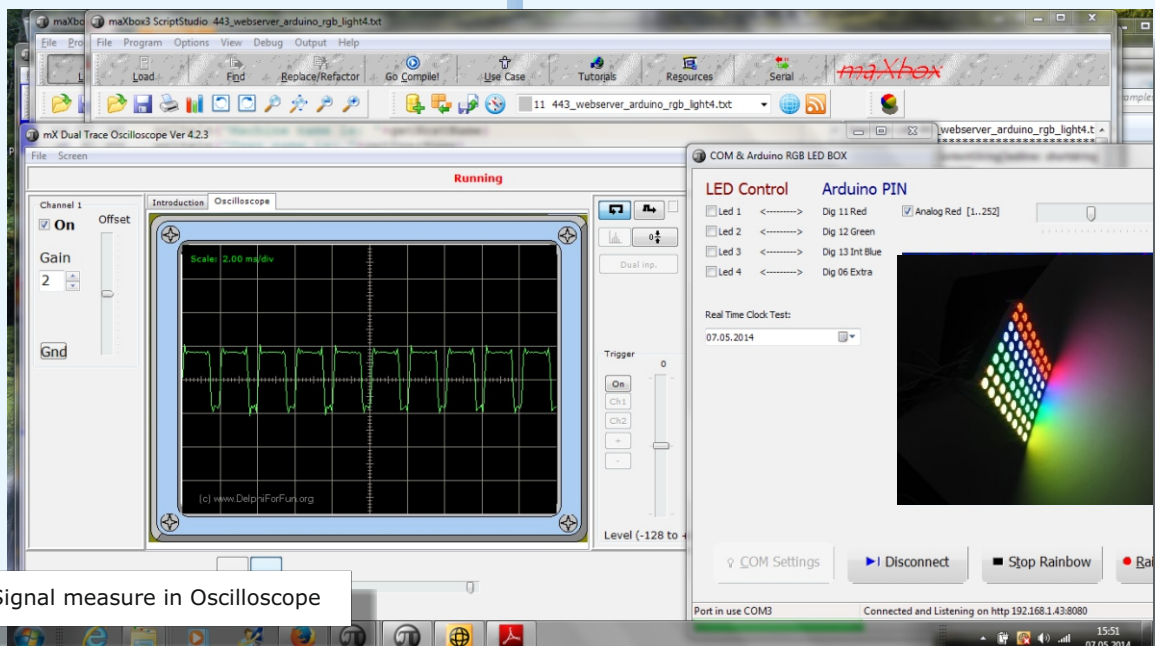 maXbo
maXbox3 ScriptStudio 443_webserver_arduino_rgb_light4.txt
File Pro
File Program Options View Debug Output Help
L
Load
Find
Replace/Refactor
Go Compile!
Use Case
Tutorials
Resources
Serial
maXbox
11 443_webserver_arduino_rgb_light4.txt
_webserver_arduino_rgb_light4.t
mX Dual Trace Oscilloscope Ver 4.2.3
File Screen
Running
Channel 1
On
Offset
Gain
2
Gnd
Introduction
Oscilloscope
Scale: 2.00 ms/div
(c) www.DelphiForFun.org
Dual inp.
Trigger
0
On
Ch1
Ch2
+
-
Level (-128 to
COM & Arduino RGB LED BOX
LED Control
Arduino PIN
Led 1 <---------> Dig 11 Red
Analog Red [1..252]
Led 2 <---------> Dig 12 Green
Led 3 <---------> Dig 13 Int Blue
Led 4 <---------> Dig 06 Extra
Real Time Clock Test:
07.05.2014
COM Settings
Disconnect
Stop Rainbow
Rai
Port in use COM3
Connected and Listening on http 192.168.1.43:8080
Signal measure in Oscilloscope
15:51
07.05.2014